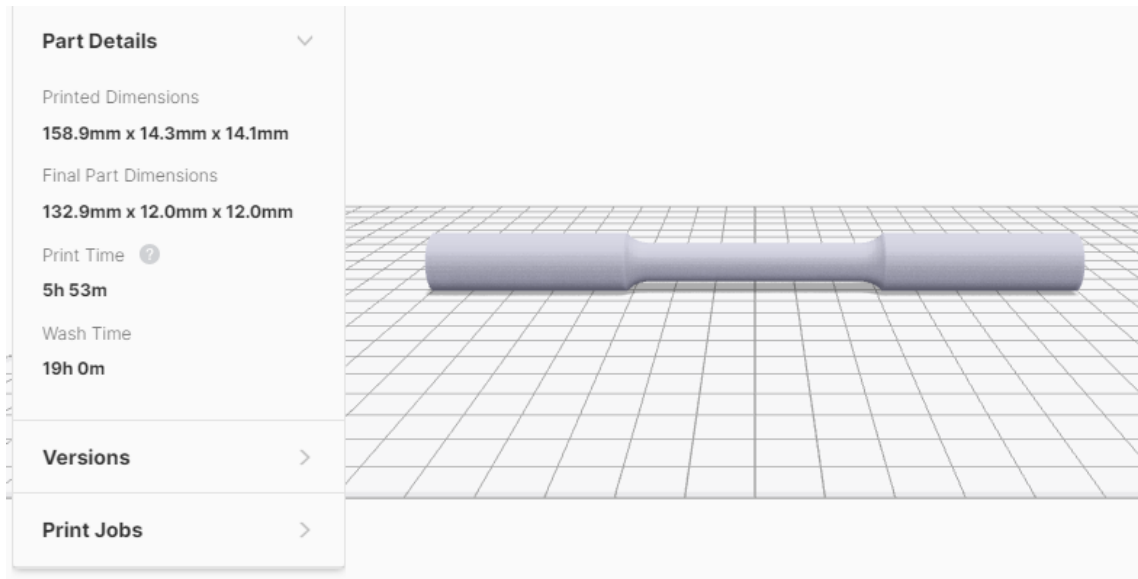 Part Details
Printed Dimensions
158.9mm x 14.3mm x 14.1mm
Final Part Dimensions
132.9mm x 12.0mm x 12.0mm
Print Time ?
5h 53m
Wash Time
19h 0m
Versions
Print Jobs